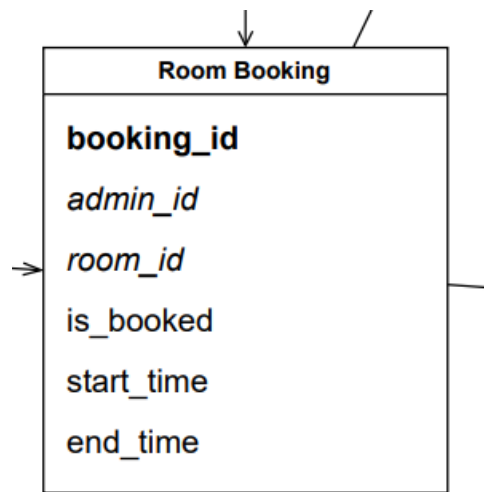 Room Booking
booking_id
admin_id
room_id
is_booked
start_time
end_time